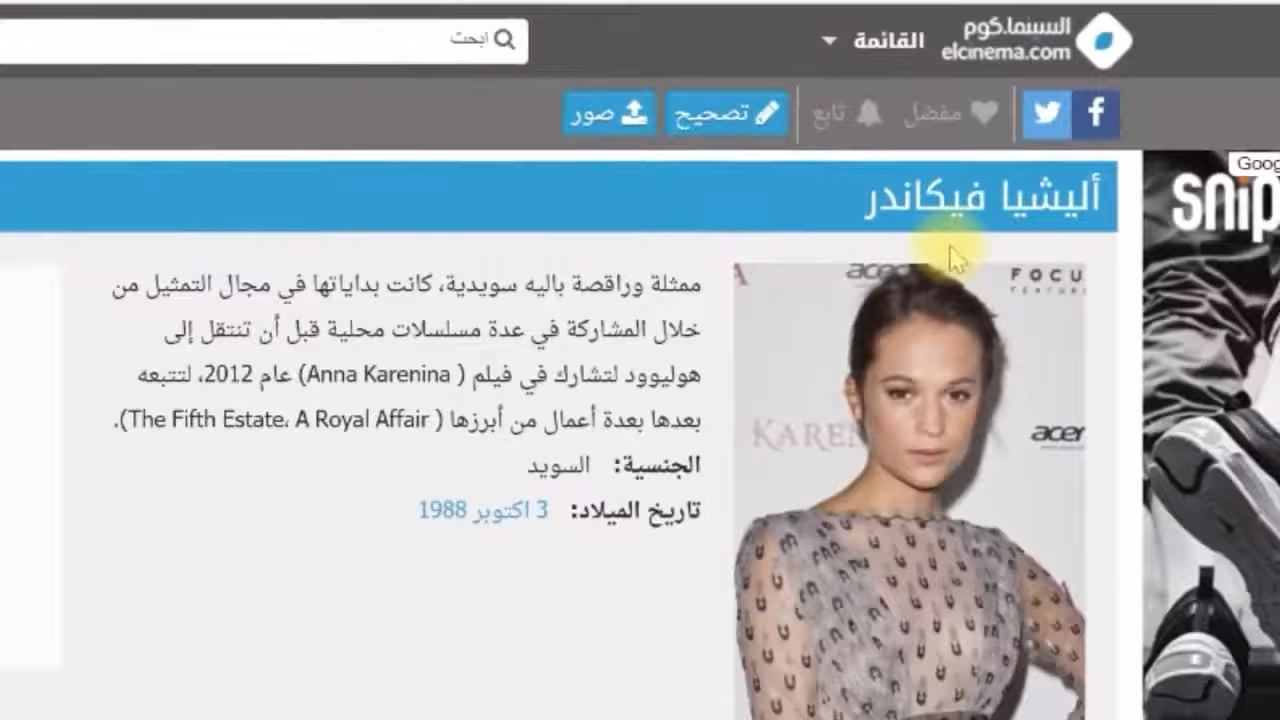 السينما.كوم
elcinema.com
القائمة
ابحث
مفضل
تابع
تصحيح
صور
أليشيا فيكاندر
ممثلة وراقصة باليه سويدية، كانت بداياتها في مجال التمثيل من
خلال المشاركة في عدة مسلسلات محلية قبل أن تنتقل إلى
هوليوود لتشارك في فيلم ( Anna Karenina) عام 2012، لتتبعه
بعدها بعدة أعمال من أبرزها ( The Fifth Estate، A Royal Affair).
الجنسية: السويد
تاريخ الميلاد: 3 اكتوبر 1988
acer
FOCU
KAREN
acer
Goog
snip